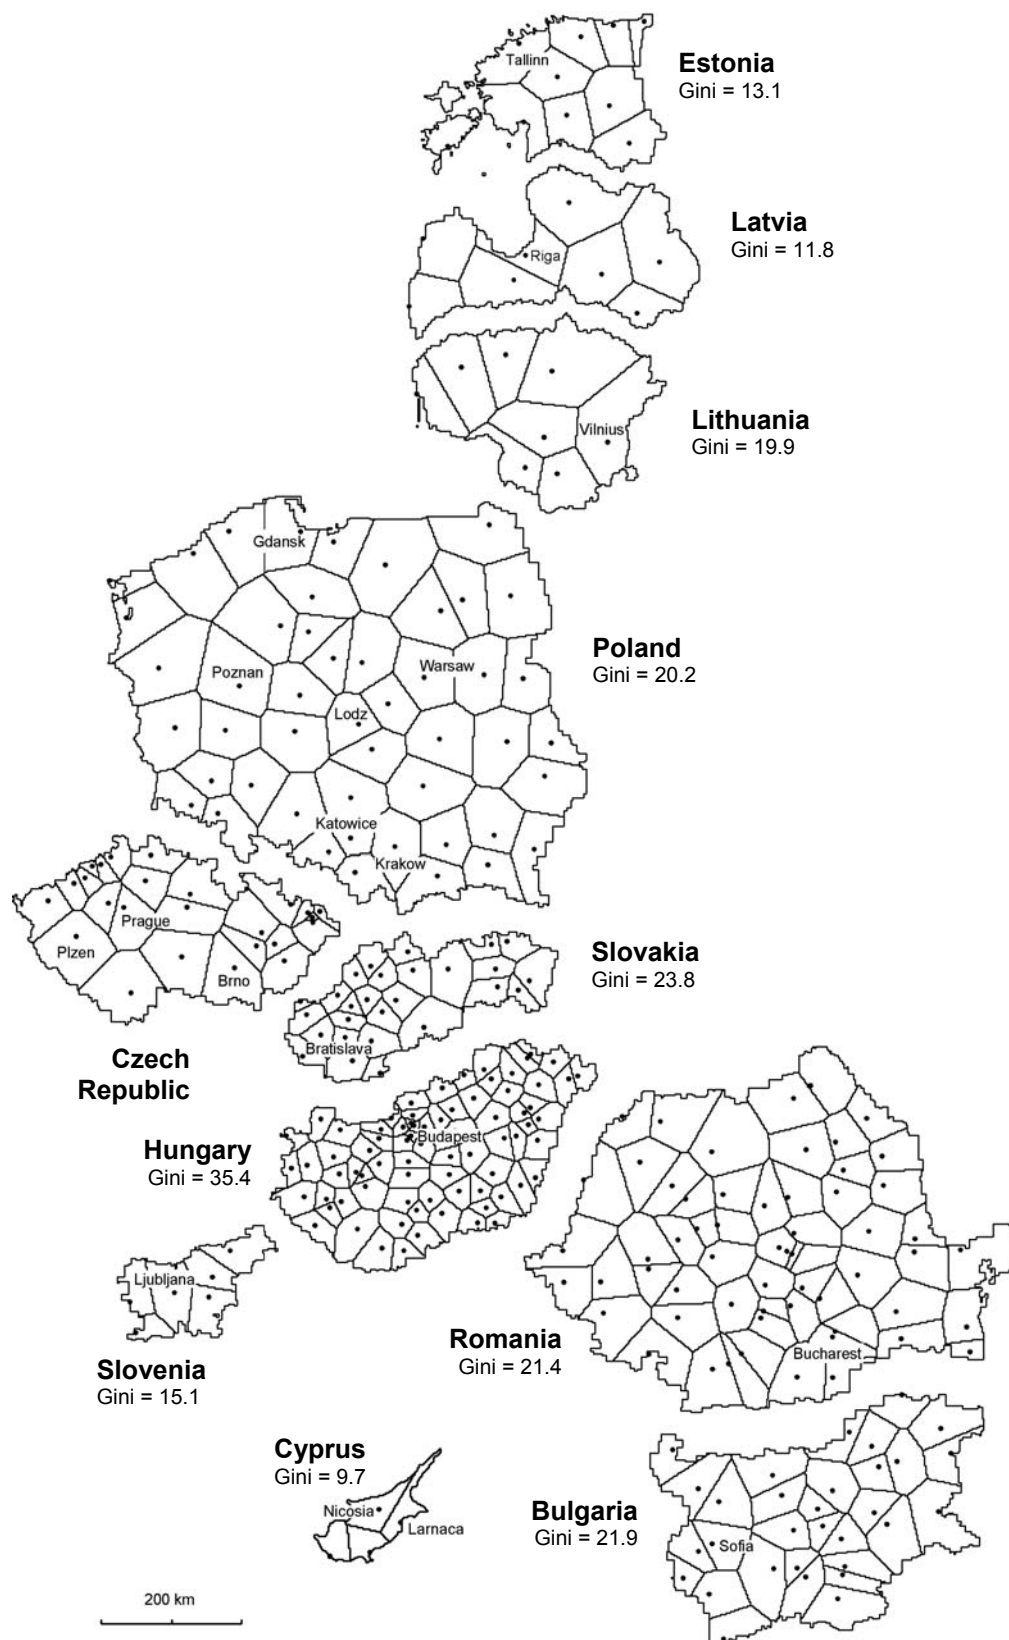 Tallinn
Estonia
Gini = 13.1
Latvia
Gini = 11.8
Riga
Lithuania
Gini = 19.9
Vilnius
Gdansk
Poland
Gini = 20.2
Warsaw
Poznan
Lodz
Katowice
Krakow
Prague
Plzen
Brno
Slovakia
Gini = 23.8
Bratislava
Czech
Republic
Hungary
Gini = 35.4
Budapest
Ljubljana
Slovenia
Gini = 15.1
Romania
Gini = 21.4
Bucharest
Cyprus
Gini = 9.7
Nicosia
Larnaca
Bulgaria
Gini = 21.9
Sofia
200 km